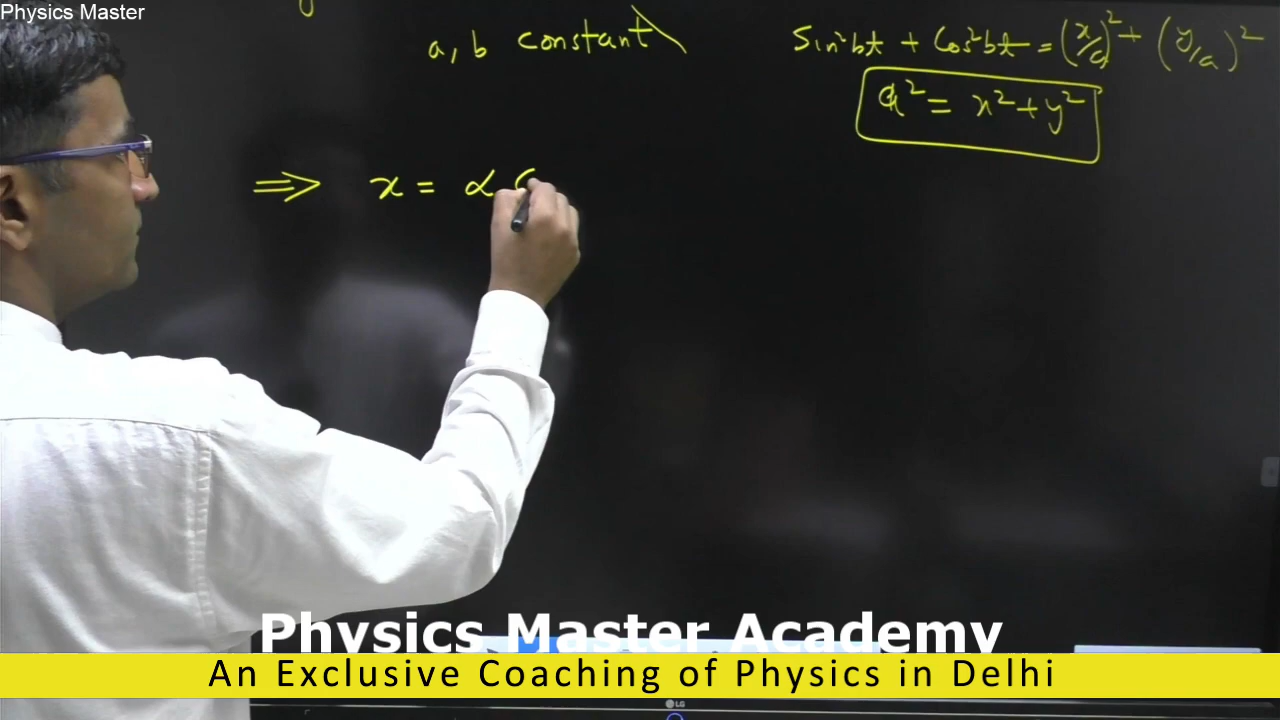 Physics Master
a, b constant
sin²bt + cos²bt = (x/a)² + (y/a)²
a² = x² + y²
⇒ x = α
Physics Master Academy
An Exclusive Coaching of Physics in Delhi
LG